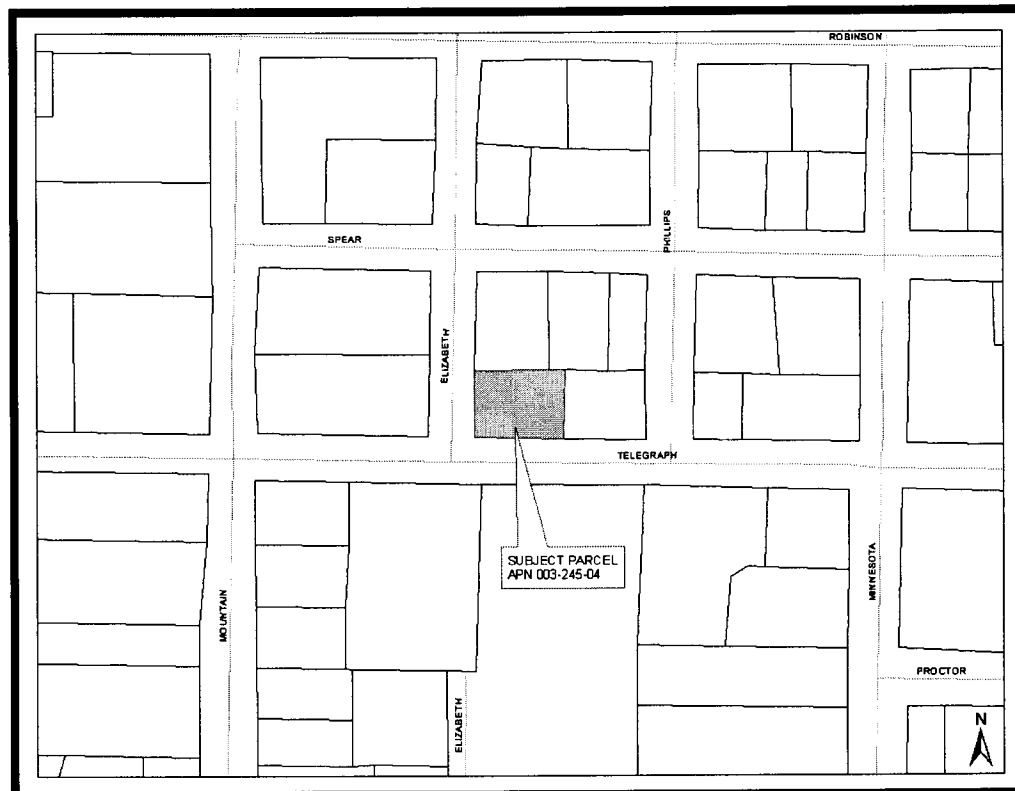 ROBINSON
SPEAR
PHILLIPS
ELIZABETH
TELEGRAPH
SUBJECT PARCEL
APN 003-245-04
MOUNTAIN
MINNESOTA
PROCTOR
ELIZABETH
N